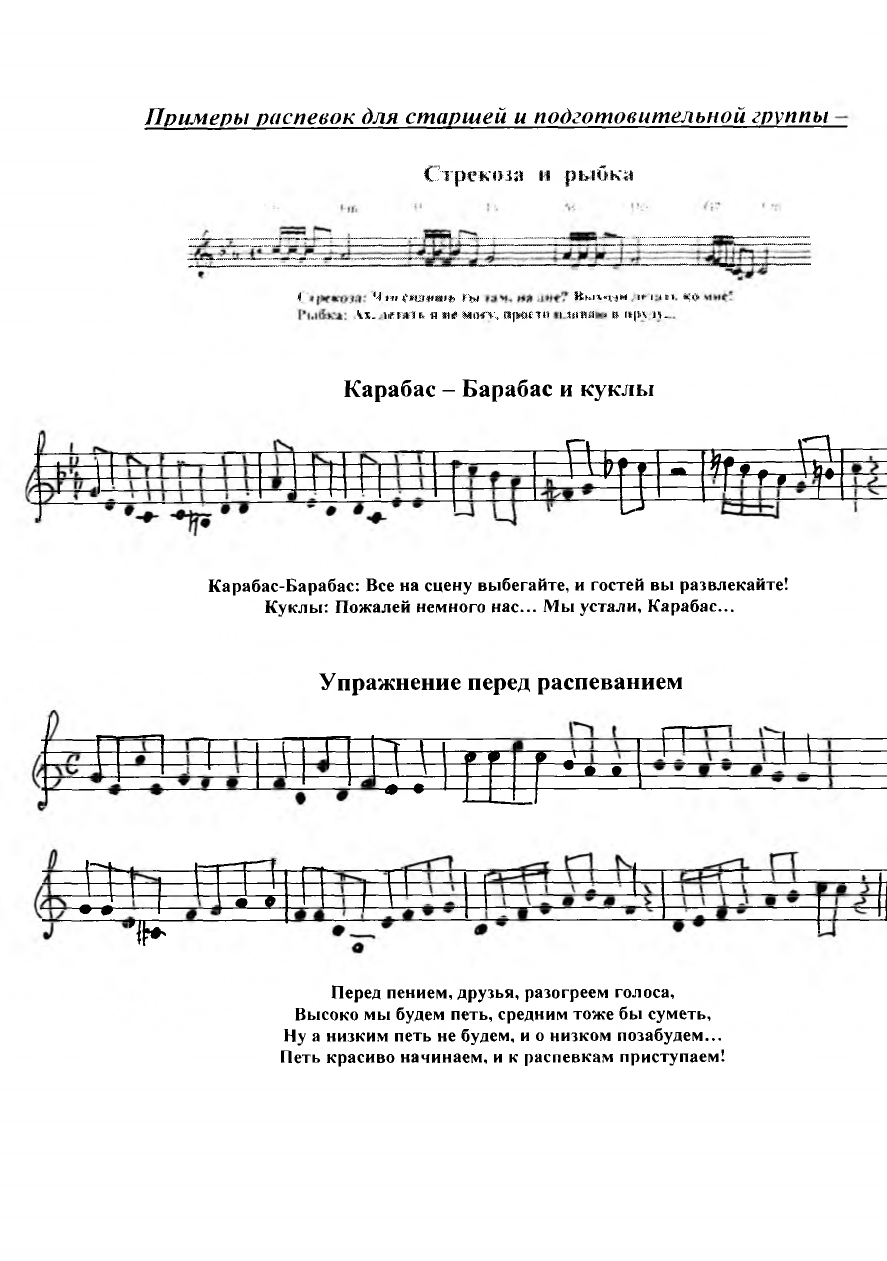 Примеры распевок для старшей и подготовительной группы –
Стрекоза и рыбка
Стрекоза: Что сидишь ты там, на дне? Выходи летать ко мне!
Рыбка: Ах, летать я не могу, просто плаваю в пруду...
Карабас – Барабас и куклы
Карабас-Барабас: Все на сцену выбегайте, и гостей вы развлекайте!
Куклы: Пожалей немного нас... Мы устали, Карабас...
Упражнение перед распеванием
Перед пением, друзья, разогреем голоса,
Высоко мы будем петь, средним тоже бы суметь,
Ну а низким петь не будем, и о низком позабудем...
Петь красиво начинаем, и к распевкам приступаем!